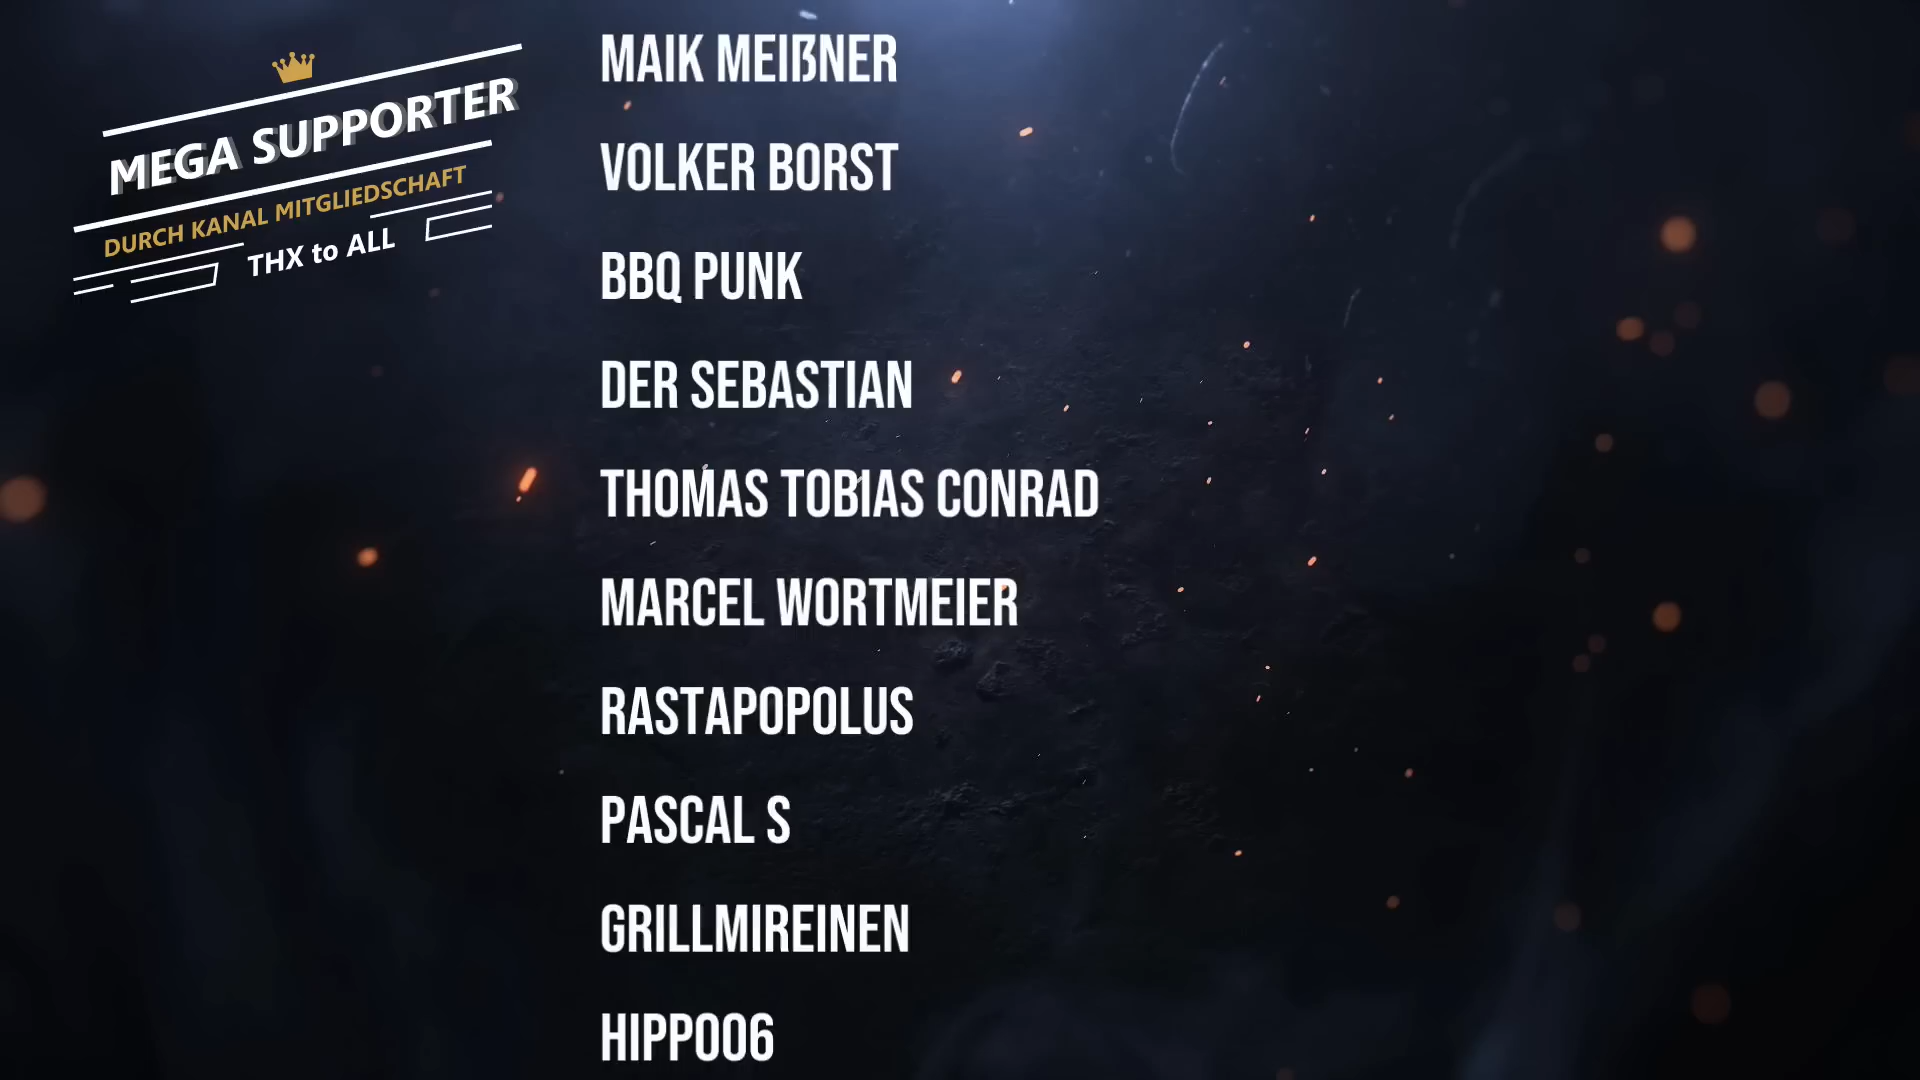 MEGA SUPPORTER
DURCH KANAL MITGLIEDSCHAFT
THX to ALL
MAIK MEIßNER
VOLKER BORST
BBQ PUNK
DER SEBASTIAN
THOMAS TOBIAS CONRAD
MARCEL WORTMEIER
RASTAPOPOLUS
PASCAL S
GRILLMIREINEN
HIPPO06